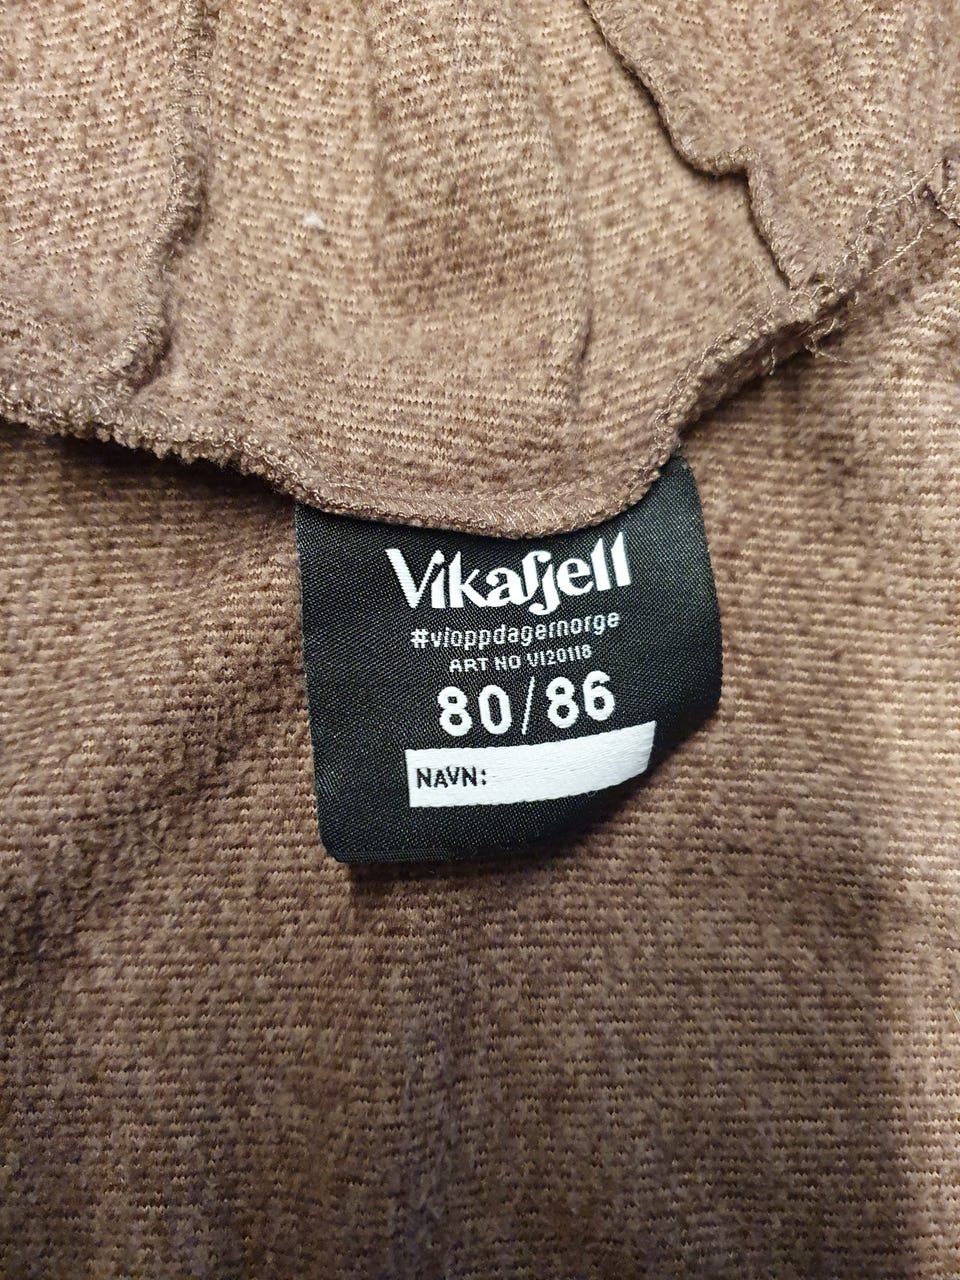 Vikafjell
#vioppdagernorge
ART NO VI20118
80/86
NAVN: